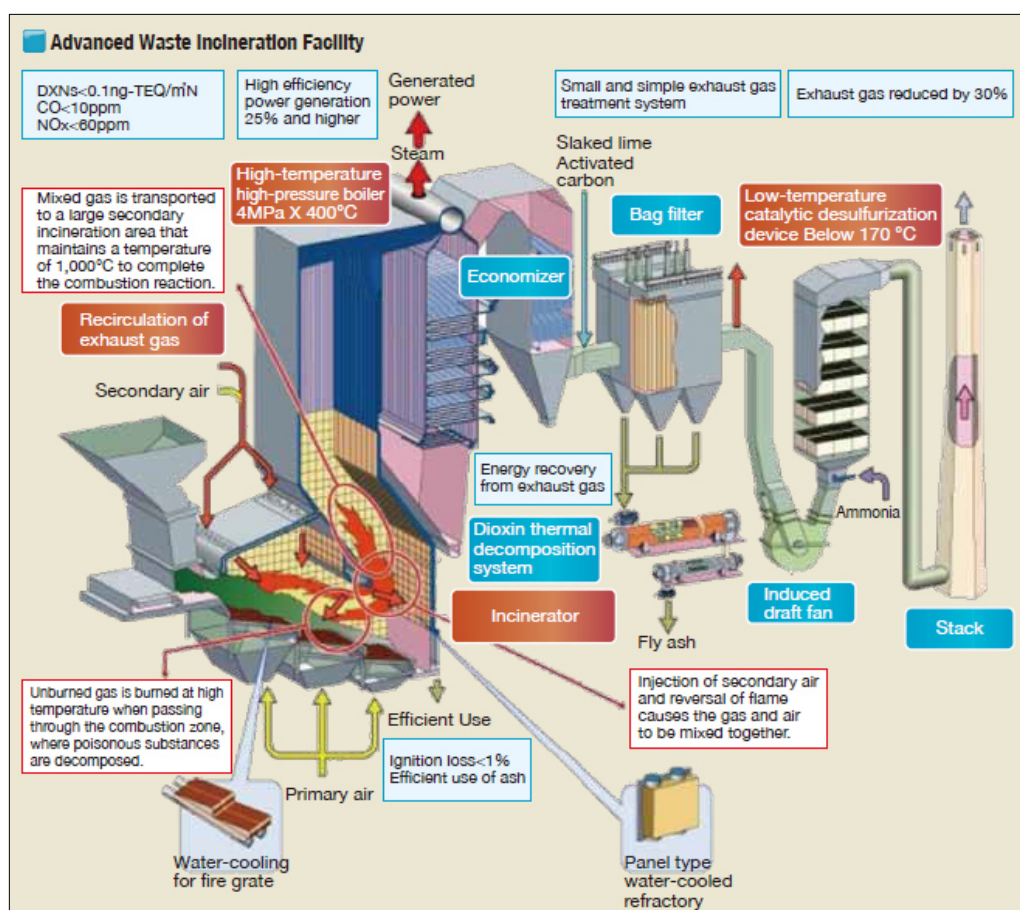 Advanced Waste Incineration Facility
DXNs<0.1ng-TEQ/m³N
CO<10ppm
NOx<60ppm
High efficiency
power generation
25% and higher
Generated
power
Steam
Small and simple exhaust gas
treatment system
Exhaust gas reduced by 30%
Slaked lime
Activated
carbon
Mixed gas is transported
to a large secondary
incineration area that
maintains a temperature
of 1,000°C to complete
the combustion reaction.
High-temperature
high-pressure boiler
4MPa X 400°C
Bag filter
Low-temperature
catalytic desulfurization
device Below 170 °C
Economizer
Recirculation of
exhaust gas
Secondary air
Energy recovery
from exhaust gas
Ammonia
Dioxin thermal
decomposition
system
Incinerator
Induced
draft fan
Stack
Fly ash
Unburned gas is burned at high
temperature when passing
through the combustion zone,
where poisonous substances
are decomposed.
Injection of secondary air
and reversal of flame
causes the gas and air
to be mixed together.
Efficient Use
Ignition loss<1%
Efficient use of ash
Primary air
Water-cooling
for fire grate
Panel type
water-cooled
refractory